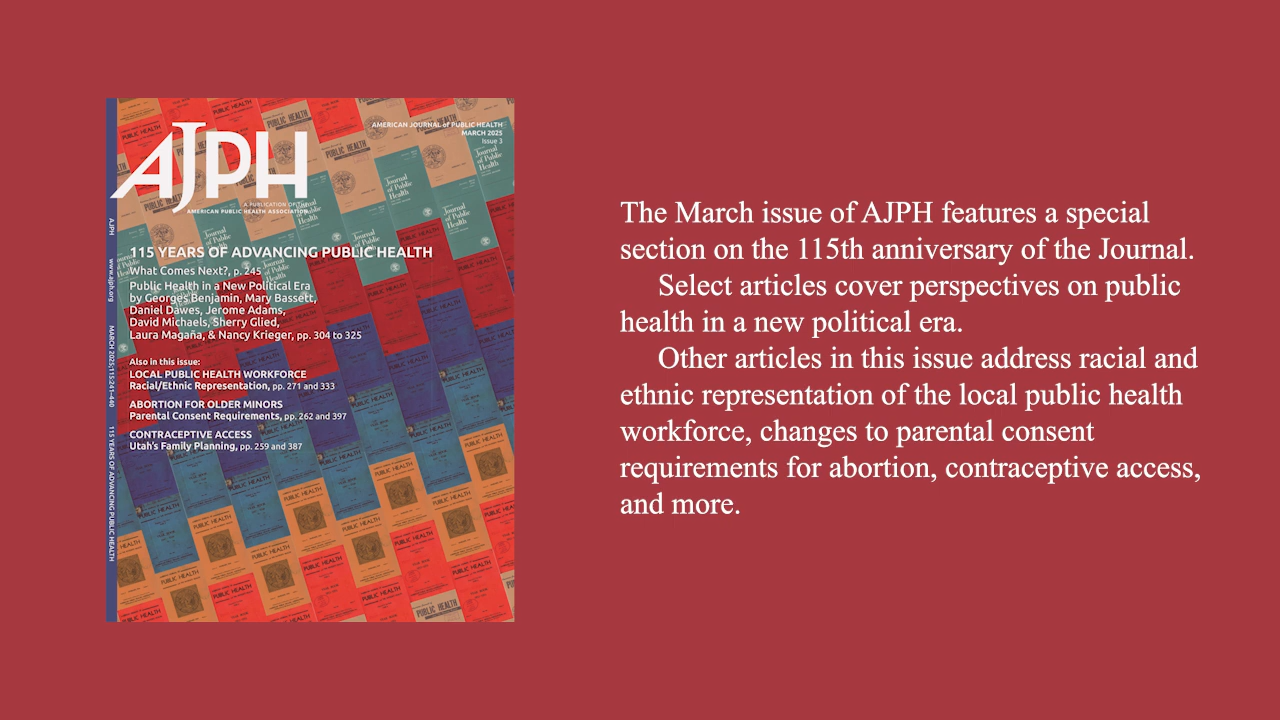 AJPH
A PUBLICATION OF THE
AMERICAN PUBLIC HEALTH ASSOCIATION
AMERICAN JOURNAL of PUBLIC HEALTH
MARCH 2025
Issue 3
115 YEARS OF ADVANCING PUBLIC HEALTH
What Comes Next?, p. 245
Public Health in a New Political Era
by Georges Benjamin, Mary Bassett,
Daniel Dawes, Jerome Adams,
David Michaels, Sherry Glied,
Laura Magaña, & Nancy Krieger, pp. 304 to 325
Also in this issue:
LOCAL PUBLIC HEALTH WORKFORCE
Racial/Ethnic Representation, pp. 271 and 333
ABORTION FOR OLDER MINORS
Parental Consent Requirements, pp. 262 and 397
CONTRACEPTIVE ACCESS
Utah's Family Planning, pp. 259 and 387
AJPH
www.ajph.org
MARCH 2025;115:241–440
115 YEARS OF ADVANCING PUBLIC HEALTH
The March issue of AJPH features a special
section on the 115th anniversary of the Journal.
Select articles cover perspectives on public
health in a new political era.
Other articles in this issue address racial and
ethnic representation of the local public health
workforce, changes to parental consent
requirements for abortion, contraceptive access,
and more.